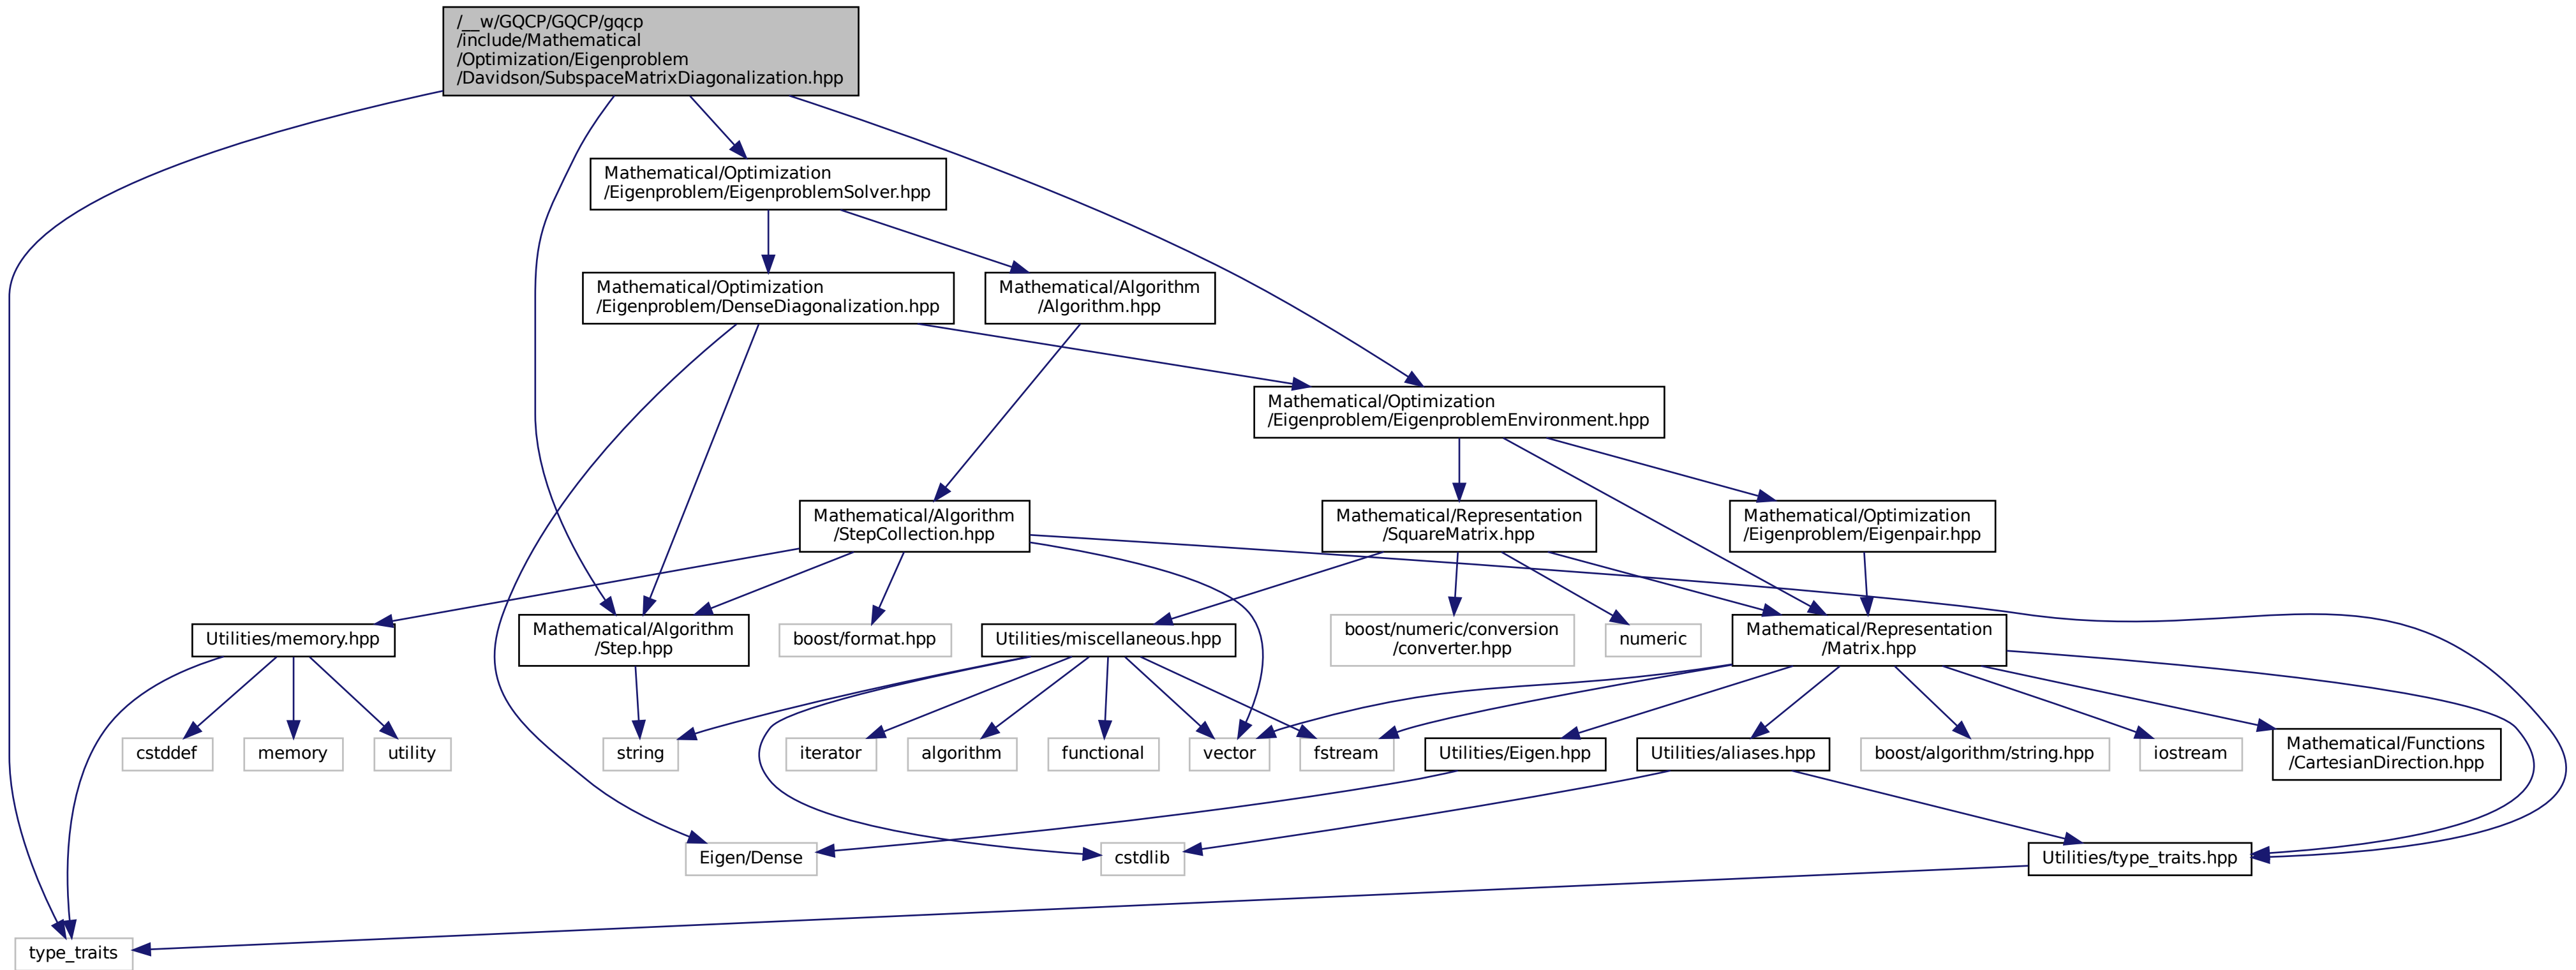 /__w/GQCP/GQCP/gqcp
/include/Mathematical
/Optimization/Eigenproblem
/Davidson/SubspaceMatrixDiagonalization.hpp
Mathematical/Optimization
/Eigenproblem/EigenproblemSolver.hpp
Mathematical/Optimization
/Eigenproblem/DenseDiagonalization.hpp
Mathematical/Algorithm
/Algorithm.hpp
Mathematical/Optimization
/Eigenproblem/EigenproblemEnvironment.hpp
Mathematical/Algorithm
/StepCollection.hpp
Mathematical/Representation
/SquareMatrix.hpp
Mathematical/Optimization
/Eigenproblem/Eigenpair.hpp
Utilities/memory.hpp
Mathematical/Algorithm
/Step.hpp
boost/format.hpp
Utilities/miscellaneous.hpp
boost/numeric/conversion
/converter.hpp
numeric
Mathematical/Representation
/Matrix.hpp
cstddef
memory
utility
string
iterator
algorithm
functional
vector
fstream
Utilities/Eigen.hpp
Utilities/aliases.hpp
boost/algorithm/string.hpp
iostream
Mathematical/Functions
/CartesianDirection.hpp
Eigen/Dense
cstdlib
Utilities/type_traits.hpp
type_traits